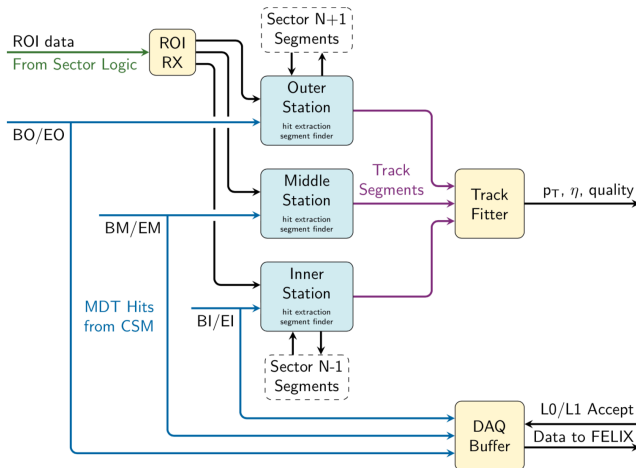 ROI data
From Sector Logic
ROI
RX
Sector N+1
Segments
Outer
Station
hit extraction
segment finder
BO/EO
Middle
Station
hit extraction
segment finder
Track
Segments
Track
Fitter
pT, η, quality
BM/EM
Inner
Station
hit extraction
segment finder
MDT Hits
from CSM
BI/EI
Sector N-1
Segments
DAQ
Buffer
L0/L1 Accept
Data to FELIX